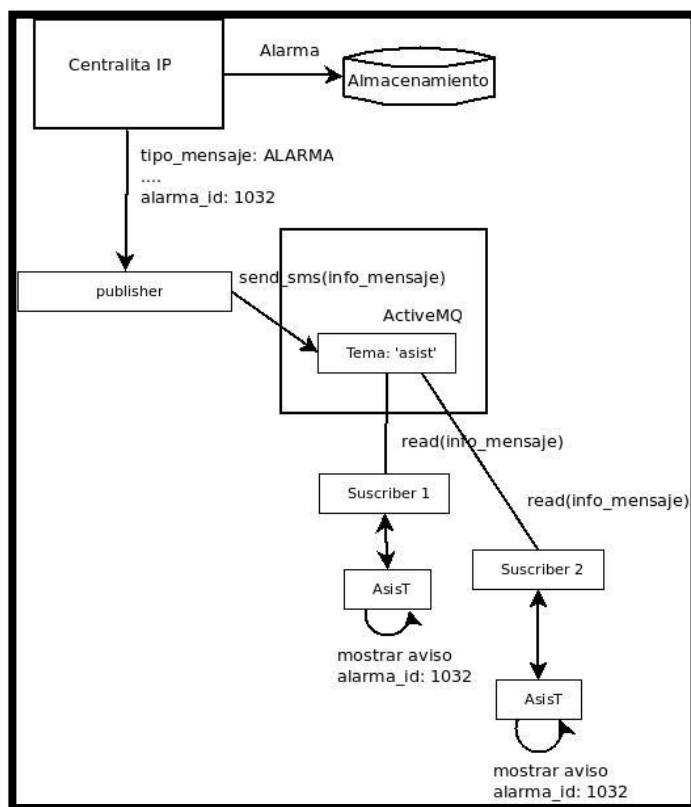 Centralita IP
Alarma
Almacenamiento
tipo_mensaje: ALARMA
....
alarma_id: 1032
publisher
send_sms(info_mensaje)
ActiveMQ
Tema: 'asist'
read(info_mensaje)
Suscriber 1
read(info_mensaje)
Suscriber 2
AsisT
mostrar aviso
alarma_id: 1032
AsisT
mostrar aviso
alarma_id: 1032